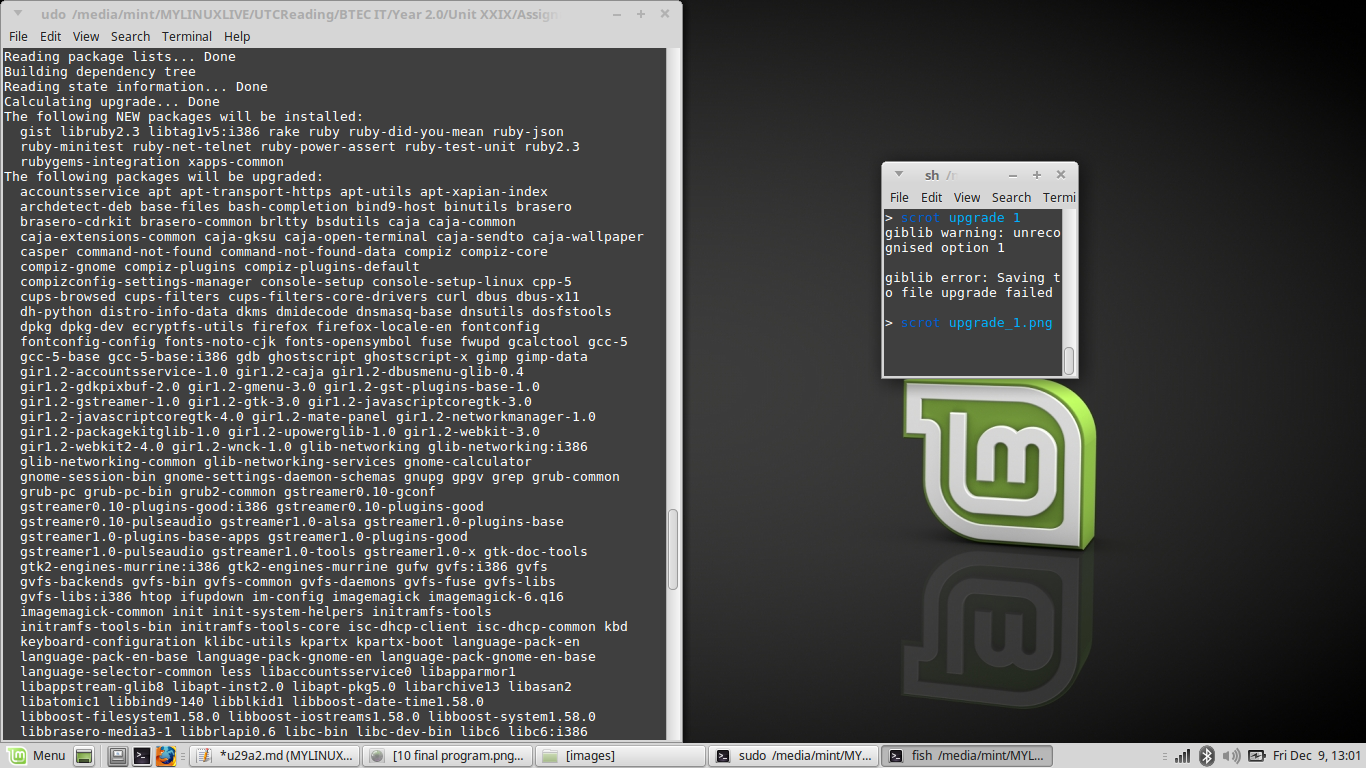 udo /media/mint/MYLINUXLIVE/UTCReading/BTEC IT/Year 2.0/Unit XXIX/Assign
File Edit View Search Terminal Help
Reading package lists... Done
Building dependency tree
Reading state information... Done
Calculating upgrade... Done
The following NEW packages will be installed:
gist libruby2.3 libtag1v5:i386 rake ruby ruby-did-you-mean ruby-json
ruby-minitest ruby-net-telnet ruby-power-assert ruby-test-unit ruby2.3
rubygems-integration xapps-common
The following packages will be upgraded:
accountsservice apt apt-transport-https apt-utils apt-xapian-index
archdetect-deb base-files bash-completion bind9-host binutils brasero
brasero-cdrkit brasero-common brltty bsdutils caja caja-common
caja-extensions-common caja-gksu caja-open-terminal caja-sendto caja-wallpaper
casper command-not-found command-not-found-data compiz compiz-core
compiz-gnome compiz-plugins compiz-plugins-default
compizconfig-settings-manager console-setup console-setup-linux cpp-5
cups-browsed cups-filters cups-filters-core-drivers curl dbus dbus-x11
dh-python distro-info-data dkms dmidecode dnsmasq-base dnsutils dosfstools
dpkg dpkg-dev ecryptfs-utils firefox firefox-locale-en fontconfig
fontconfig-config fonts-noto-cjk fonts-opensymbol fuse fwupd gcalctool gcc-5
gcc-5-base gcc-5-base:i386 gdb ghostscript ghostscript-x gimp gimp-data
gir1.2-accountsservice-1.0 gir1.2-caja gir1.2-dbusmenu-glib-0.4
gir1.2-gdkpixbuf-2.0 gir1.2-gmenu-3.0 gir1.2-gst-plugins-base-1.0
gir1.2-gstreamer-1.0 gir1.2-gtk-3.0 gir1.2-javascriptcoregtk-3.0
gir1.2-javascriptcoregtk-4.0 gir1.2-mate-panel gir1.2-networkmanager-1.0
gir1.2-packagekitglib-1.0 gir1.2-upowerglib-1.0 gir1.2-webkit-3.0
gir1.2-webkit2-4.0 gir1.2-wnck-1.0 glib-networking glib-networking:i386
glib-networking-common glib-networking-services gnome-calculator
gnome-session-bin gnome-settings-daemon-schemas gnupg gpgv grep grub-common
grub-pc grub-pc-bin grub2-common gstreamer0.10-gconf
gstreamer0.10-plugins-good:i386 gstreamer0.10-plugins-good
gstreamer0.10-pulseaudio gstreamer1.0-alsa gstreamer1.0-plugins-base
gstreamer1.0-plugins-base-apps gstreamer1.0-plugins-good
gstreamer1.0-pulseaudio gstreamer1.0-tools gstreamer1.0-x gtk-doc-tools
gtk2-engines-murrine:i386 gtk2-engines-murrine gufw gvfs:i386 gvfs
gvfs-backends gvfs-bin gvfs-common gvfs-daemons gvfs-fuse gvfs-libs
gvfs-libs:i386 htop ifupdown im-config imagemagick imagemagick-6.q16
imagemagick-common init init-system-helpers initramfs-tools
initramfs-tools-bin initramfs-tools-core isc-dhcp-client isc-dhcp-common kbd
keyboard-configuration klibc-utils kpartx kpartx-boot language-pack-en
language-pack-en-base language-pack-gnome-en language-pack-gnome-en-base
language-selector-common less libaccountsservice0 libapparmor1
libappstream-glib8 libapt-inst2.0 libapt-pkg5.0 libarchive13 libasan2
libatomic1 libbind9-140 libblkid1 libboost-date-time1.58.0
libboost-filesystem1.58.0 libboost-iostreams1.58.0 libboost-system1.58.0
libbrasero-media3-1 libbrlapi0.6 libc-bin libc-dev-bin libc6 libc6:i386
sh /r
File Edit View Search Termi
> scrot upgrade 1
giblib warning: unreco
gnised option 1
giblib error: Saving t
o file upgrade failed
> scrot upgrade_1.png
Menu
*u29a2.md (MYLINUX...
[10 final program.png...
[images]
sudo /media/mint/MY...
fish /media/mint/MYL...
Fri Dec 9, 13:01